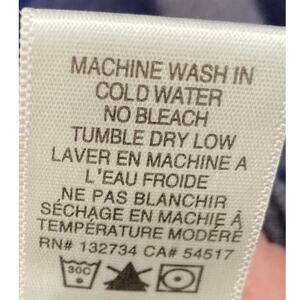 MACHINE WASH IN
COLD WATER
NO BLEACH
TUMBLE DRY LOW
LAVER EN MACHINE A
L'EAU FROIDE
NE PAS BLANCHIR
SÉCHAGE EN MACHIE À
TEMPÉRATURE MODÉRÉ
RN# 132734 CA# 54517
30C